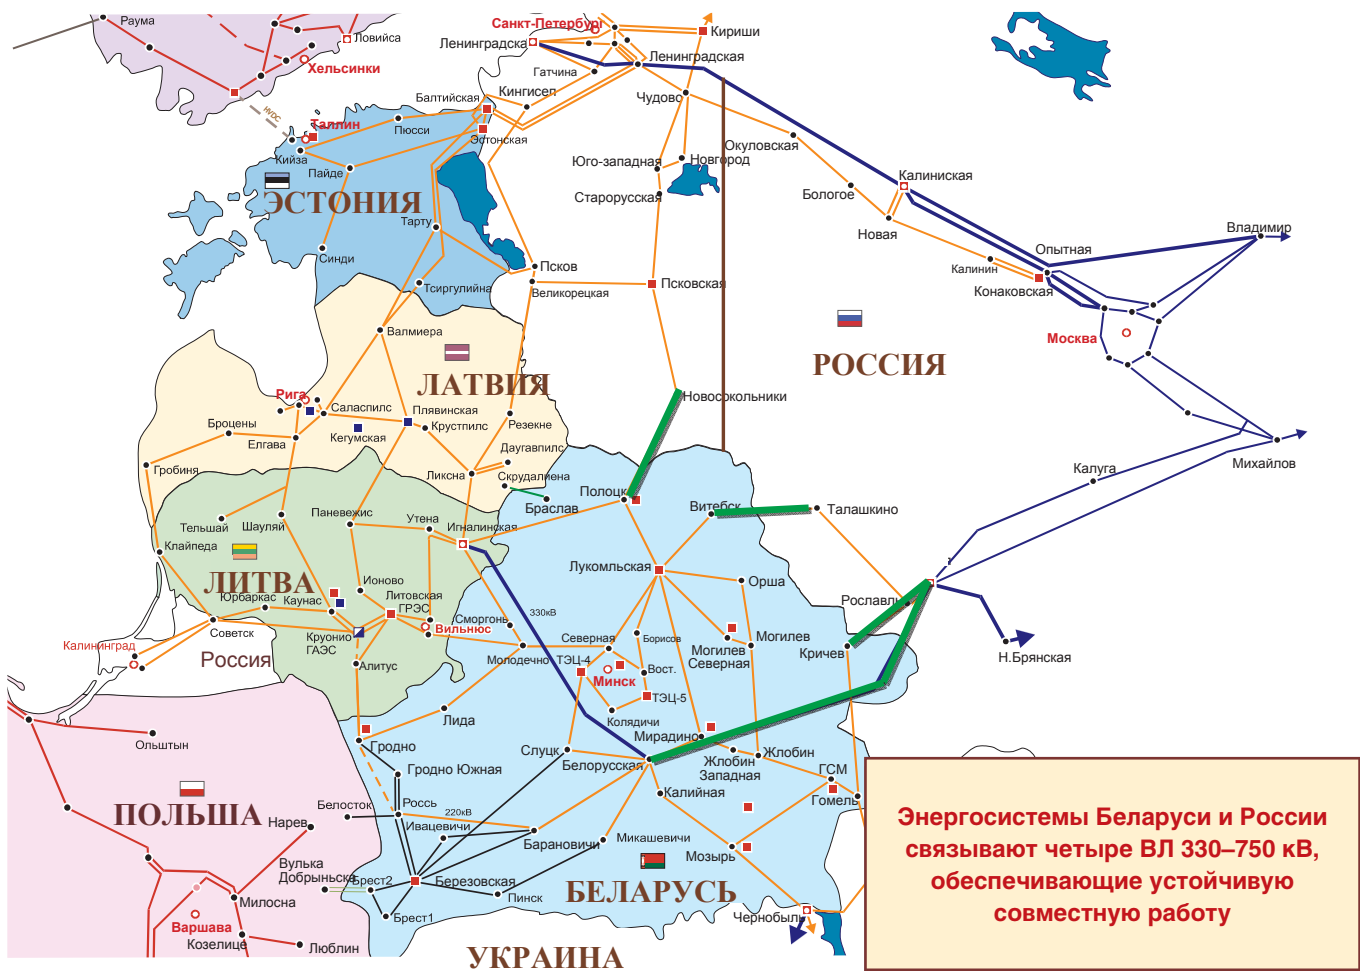 Раума
Ловийса
Хельсинки
HVDC
Санкт-Петербург
Ленинградска
Кириши
Ленинградская
Гатчина
Кингисеп
Чудово
Балтийская
Таллин
Пюсси
Эстонская
Кийза
Пайде
ЭСТОНИЯ
Тарту
Синди
Тсиргулийна
Окуловская
Юго-западная
Новгород
Старорусская
Калиниская
Бологое
Новая
Владимир
Опытная
Калинин
Конаковская
Псков
Великорецкая
Псковская
Москва
РОССИЯ
Валмиера
ЛАТВИЯ
Рига
Саласпилс
Плявинская
Кегумская
Крустпилс
Резекне
Броцены
Елгава
Гробиня
Даугавпилс
Ликсна
Скрудалиена
Новосокольники
Калуга
Михайлов
Полоцк
Браслав
Витебск
Талашкино
Тельшай
Шауляй
Паневежис
Утена
Игналинская
Клайпеда
ЛИТВА
Ионово
Юрбаркас
Каунас
Литовская
ГРЭС
Советск
Круонио
ГАЭС
Вильнюс
Калининград
Россия
Алитус
Лукомльская
Орша
330кВ
Сморгонь
Северная
Борисов
Могилев
Могилев
Северная
Рославль
Кричев
Н.Брянская
Молодечно
ТЭЦ-4
Вост.
Минск
ТЭЦ-5
Колядичи
Лида
Мирадино
Ольштын
Гродно
Слуцк
Белорусская
Жлобин
Западная
Жлобин
ГСМ
Гродно Южная
Калийная
Гомель
ПОЛЬША
Белосток
Россь
220кВ
Нарев
Ивацевичи
Барановичи
Микашевичи
Мозырь
Вулька
Добрыньска
Брест2
Березовская
Пинск
БЕЛАРУСЬ
Милосна
Варшава
Козелице
Брест1
Люблин
Чернобыль
УКРАИНА
Энергосистемы Беларуси и России
связывают четыре ВЛ 330–750 кВ,
обеспечивающие устойчивую
совместную работу